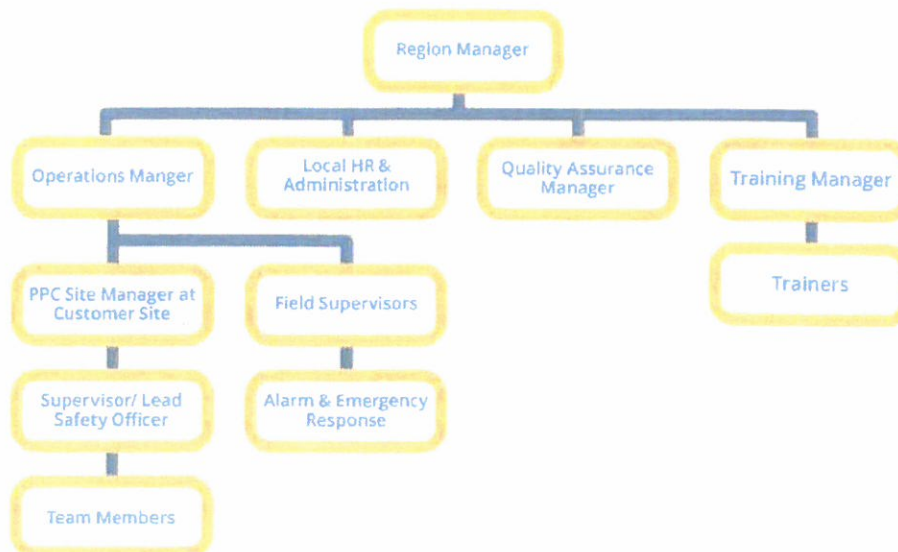 Region Manager
Operations Manger
Local HR &
Administration
Quality Assurance
Manager
Training Manager
PPC Site Manager at
Customer Site
Field Supervisors
Trainers
Supervisor/ Lead
Safety Officer
Alarm & Emergency
Response
Team Members